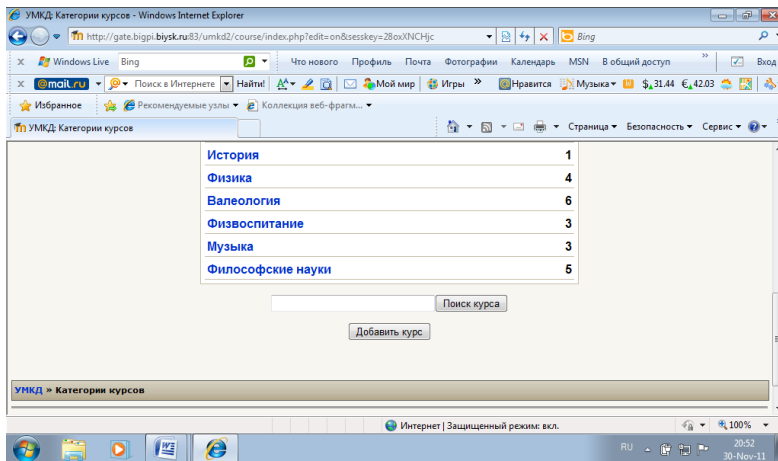 УМКД: Категории курсов - Windows Internet Explorer
http://gate.bigpi.biysk.ru:83/umkd2/course/index.php?edit=on&sesskey=28oxXNCHjc
Bing
x Windows Live Bing Что нового Профиль Почта Фотографии Календарь MSN В общий доступ » Вход
x @mail.ru Поиск в Интернете Найти! Мой мир Игры » Нравится Музыка $ 31.44 € 42.03
Избранное Рекомендуемые узлы Коллекция веб-фрагм...
УМКД: Категории курсов Страница Безопасность Сервис
История 1
Физика 4
Валеология 6
Физвоспитание 3
Музыка 3
Философские науки 5
Поиск курса
Добавить курс
УМКД » Категории курсов
Интернет | Защищенный режим: вкл. 100%
RU 20:52
30-Nov-11